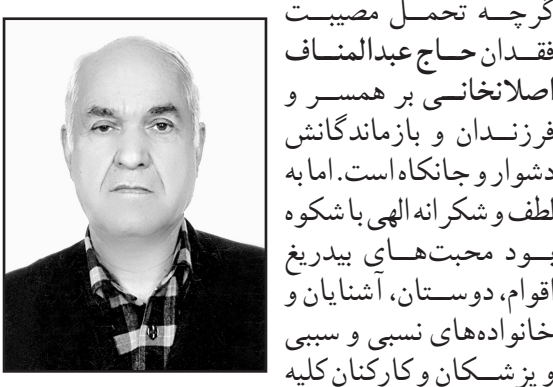 گرچه تحمل مصیبت
فقدان حاج عبدالمناف
اصلانخانی بر همسر و
فرزندان و بازماندگانش
دشوار و جانکاه است. اما به
لطف و شکرانه الهی با شکوه
بود محبت‌های بیدریغ
اقوام، دوستان، آشنایان و
خانواده‌های نسبی و سببی
و پزشکان و کارکنان کلیه